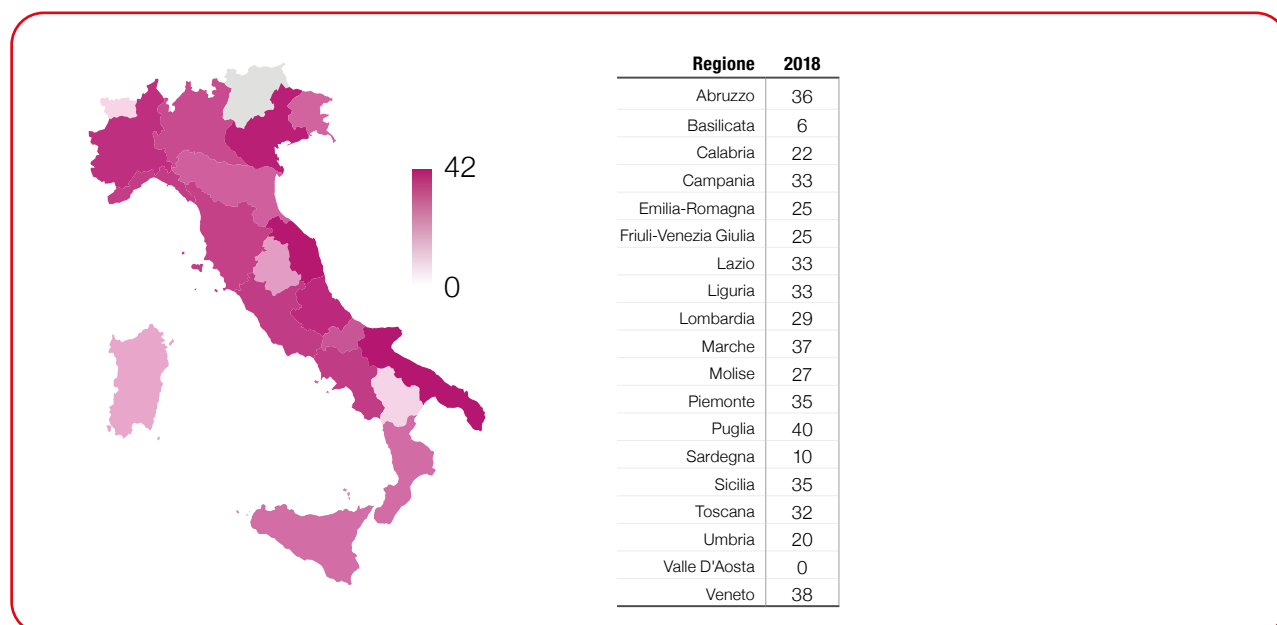 42
0
Regione 2018
Abruzzo 36
Basilicata 6
Calabria 22
Campania 33
Emilia-Romagna 25
Friuli-Venezia Giulia 25
Lazio 33
Liguria 33
Lombardia 29
Marche 37
Molise 27
Piemonte 35
Puglia 40
Sardegna 10
Sicilia 35
Toscana 32
Umbria 20
Valle D'Aosta 0
Veneto 38